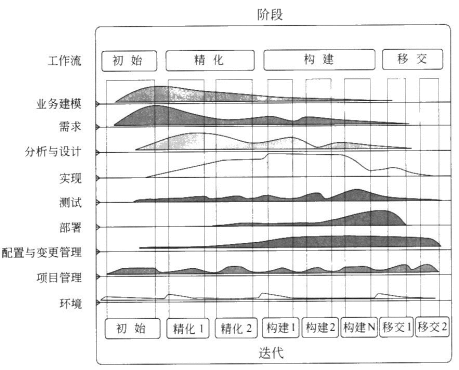 阶段
工作流 初 始 精 化 构 建 移 交
业务建模
需求
分析与设计
实现
测试
部署
配置与变更管理
项目管理
环境
初 始 精化 1 精化 2 构建1 构建2 构建N 移交1 移交2
迭代